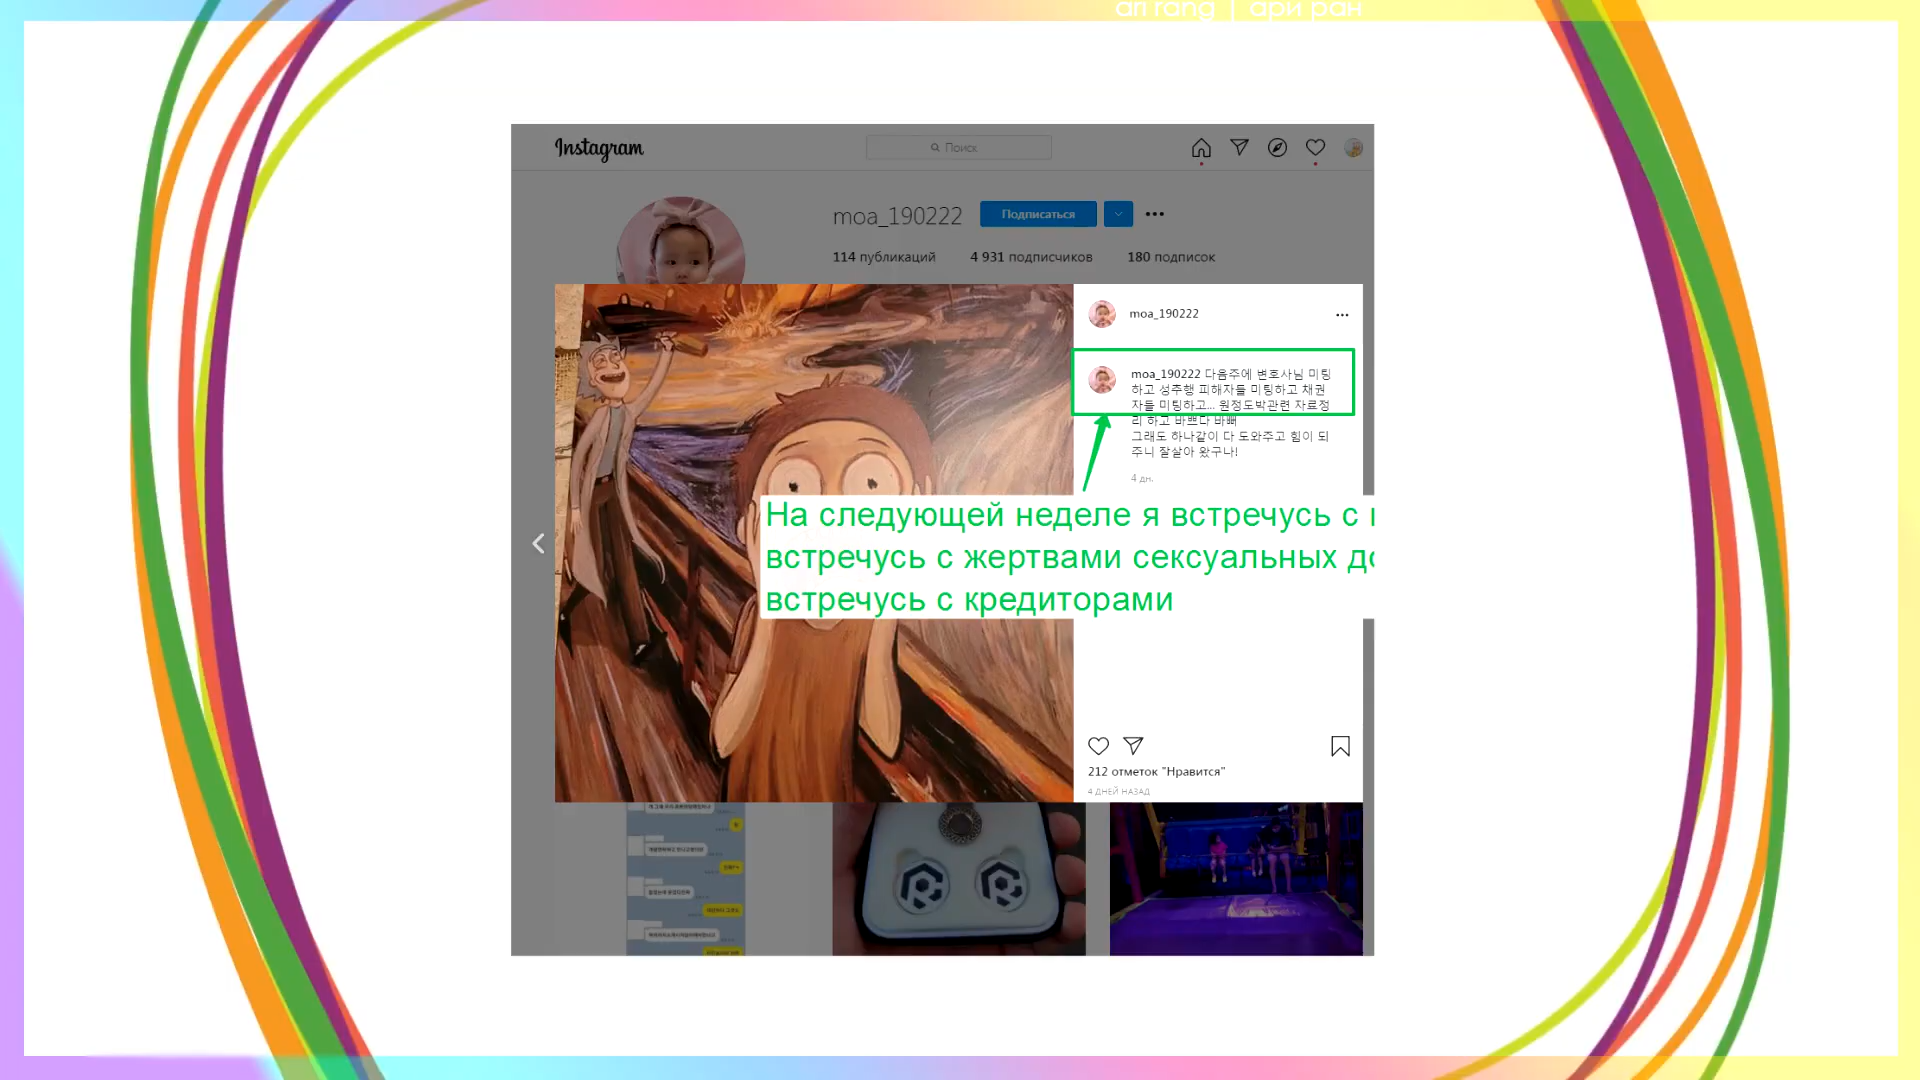 ari rang | ари ран
Instagram
Поиск
moa_190222
Подписаться
114 публикаций
4 931 подписчиков
180 подписок
moa_190222
moa_190222 다음주에 변호사님 미팅
하고 성추행 피해자들 미팅하고 채권
자들 미팅하고... 원정도박관련 자료정
리 하고 바쁘다 바뻐
그래도 하나같이 다 도와주고 힘이 되
주니 잘살아 왔구나!
4 дн.
На следующей неделе я встречусь с
встречусь с жертвами сексуальных
встречусь с кредиторами
212 отметок "Нравится"
4 ДНЕЙ НАЗАД